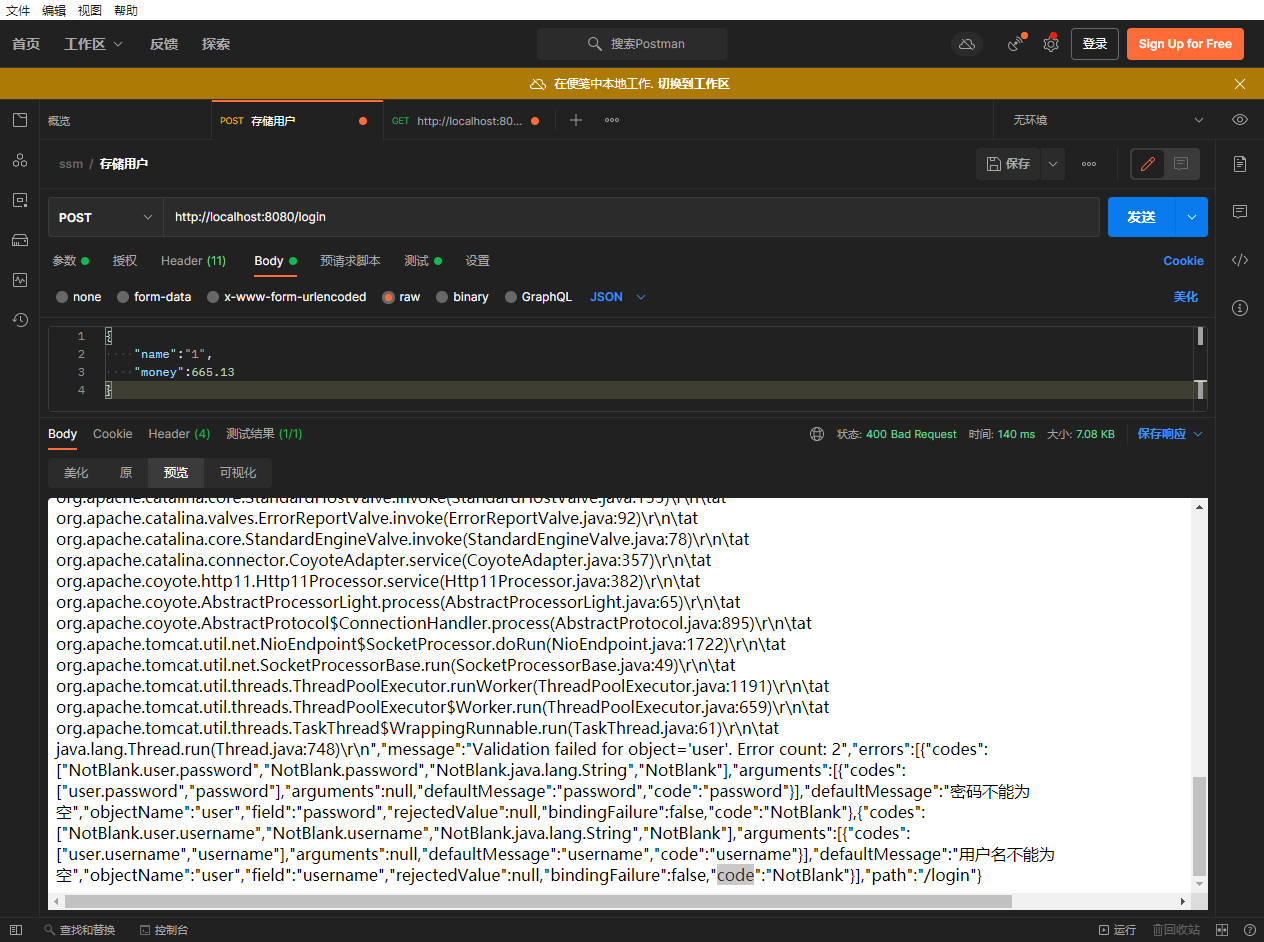 文件 编辑 视图 帮助
首页 工作区 反馈 探索 搜索Postman 登录 Sign Up for Free
在便笺中本地工作. 切换到工作区
概览 POST 存储用户 GET http://localhost:80... 无环境
ssm / 存储用户 保存
POST http://localhost:8080/login 发送
参数 授权 Header (11) Body 预请求脚本 测试 设置 Cookie
none form-data x-www-form-urlencoded raw binary GraphQL JSON 美化
1 {
2 "name":"1",
3 "money":665.13
4 }
Body Cookie Header (4) 测试结果 (1/1) 状态: 400 Bad Request 时间: 140 ms 大小: 7.08 KB 保存响应
美化 原 预览 可视化
org.apache.catalina.core.StandardHostValve.invoke(StandardHostValve.java:135)\r\n\tat
org.apache.catalina.valves.ErrorReportValve.invoke(ErrorReportValve.java:92)\r\n\tat
org.apache.catalina.core.StandardEngineValve.invoke(StandardEngineValve.java:78)\r\n\tat
org.apache.catalina.connector.CoyoteAdapter.service(CoyoteAdapter.java:357)\r\n\tat
org.apache.coyote.http11.Http11Processor.service(Http11Processor.java:382)\r\n\tat
org.apache.coyote.AbstractProcessorLight.process(AbstractProcessorLight.java:65)\r\n\tat
org.apache.coyote.AbstractProtocol$ConnectionHandler.process(AbstractProtocol.java:895)\r\n\tat
org.apache.tomcat.util.net.NioEndpoint$SocketProcessor.doRun(NioEndpoint.java:1722)\r\n\tat
org.apache.tomcat.util.net.SocketProcessorBase.run(SocketProcessorBase.java:49)\r\n\tat
org.apache.tomcat.util.threads.ThreadPoolExecutor.runWorker(ThreadPoolExecutor.java:1191)\r\n\tat
org.apache.tomcat.util.threads.ThreadPoolExecutor$Worker.run(ThreadPoolExecutor.java:659)\r\n\tat
org.apache.tomcat.util.threads.TaskThread$WrappingRunnable.run(TaskThread.java:61)\r\n\tat
java.lang.Thread.run(Thread.java:748)\r\n","message":"Validation failed for object='user'. Error count: 2","errors":[{"codes":
["NotBlank.user.password","NotBlank.password","NotBlank.java.lang.String","NotBlank"],"arguments":[{"codes":
["user.password","password"],"arguments":null,"defaultMessage":"password","code":"password"}],"defaultMessage":"密码不能为
空","objectName":"user","field":"password","rejectedValue":null,"bindingFailure":false,"code":"NotBlank"},{"codes":
["NotBlank.user.username","NotBlank.username","NotBlank.java.lang.String","NotBlank"],"arguments":[{"codes":
["user.username","username"],"arguments":null,"defaultMessage":"username","code":"username"}],"defaultMessage":"用户名不能为
空","objectName":"user","field":"username","rejectedValue":null,"bindingFailure":false,"code":"NotBlank"}],"path":"/login"}
查找和替换 控制台 运行 回收站